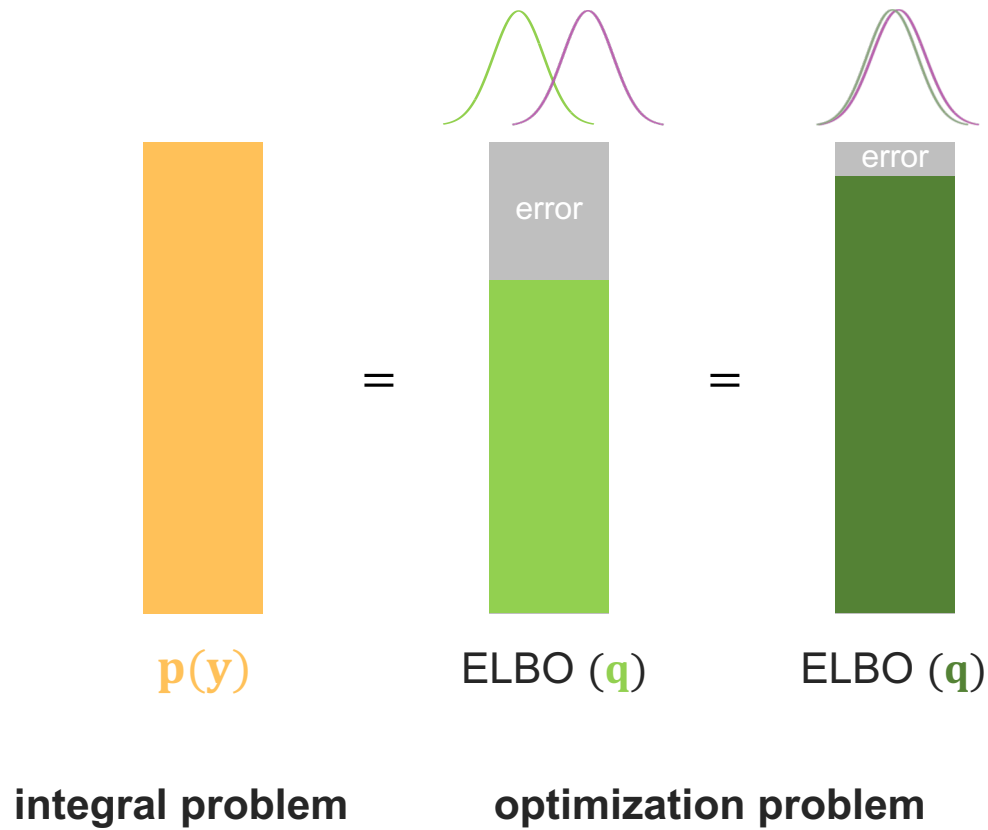 error
error
= =
p(y) ELBO (q) ELBO (q)
integral problem optimization problem